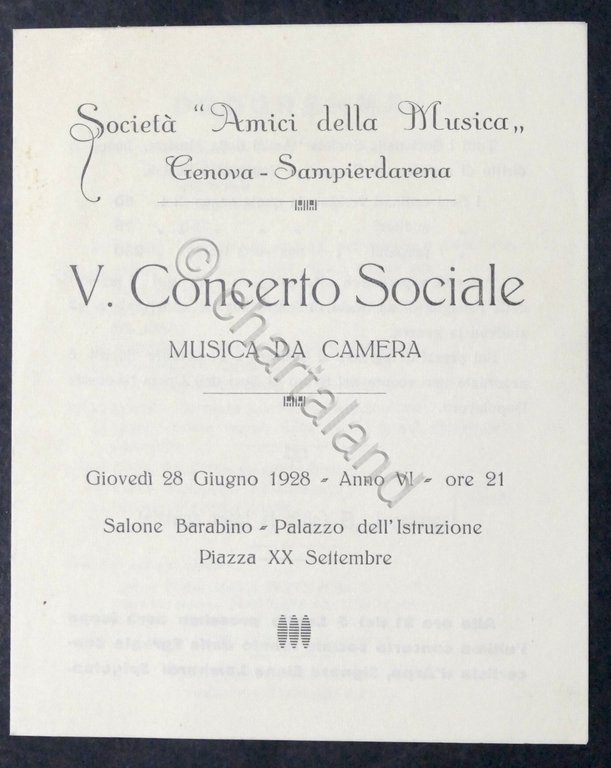 Società "Amici della Musica„
Genova - Sampierdarena
V. Concerto Sociale
MUSICA DA CAMERA
Giovedì 28 Giugno 1928 - Anno VI - ore 21
Salone Barabino - Palazzo dell'Istruzione
Piazza XX Settembre
© chartaland